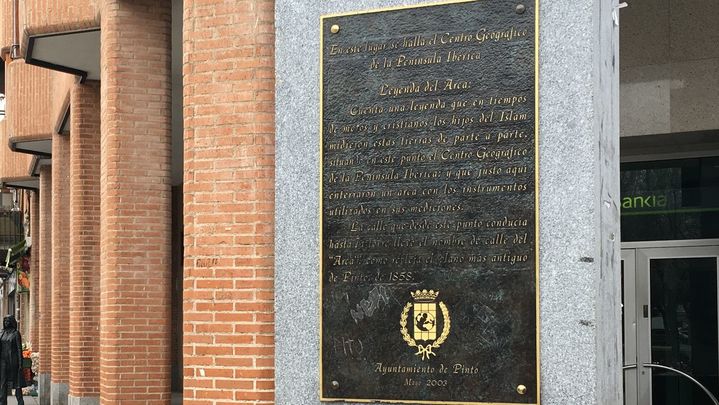 En este lugar se halla el Centro Geográfico
de la Península Ibérica
Leyenda del Arca:
Cuenta una leyenda que en tiempos
de moros y cristianos los hijos del Islam
midieron estas tierras de parte a parte,
situando en este punto el Centro Geográfico
de la Península Ibérica; y que justo aquí
enterraron un arca con los instrumentos
utilizados en sus mediciones.
La calle que desde este punto conducía
hasta la torre llevó el nombre de calle del
"Arca", como refleja el plano más antiguo
de Pinto, de 1858.
Ayuntamiento de Pinto
Mayo 2003
Bankia